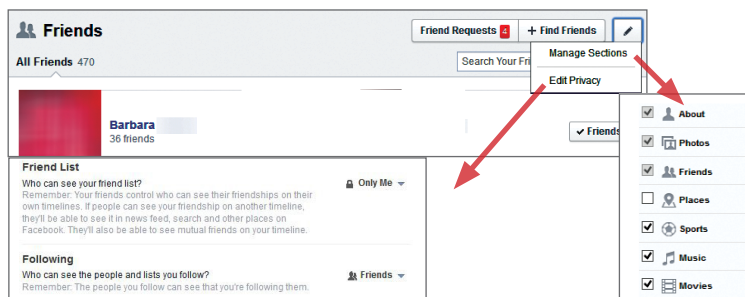 Friends
Friend Requests 4
+ Find Friends
All Friends 470
Search Your Fri
Manage Sections
Edit Privacy
Barbara
36 friends
Friends
Friend List
Who can see your friend list?
Only Me
Remember: Your friends control who can see their friendships on their
own timelines. If people can see your friendship on another timeline,
they'll be able to see it in news feed, search and other places on
Facebook. They'll also be able to see mutual friends on your timeline.
Following
Who can see the people and lists you follow?
Friends
Remember: The people you follow can see that you're following them.
About
Photos
Friends
Places
Sports
Music
Movies